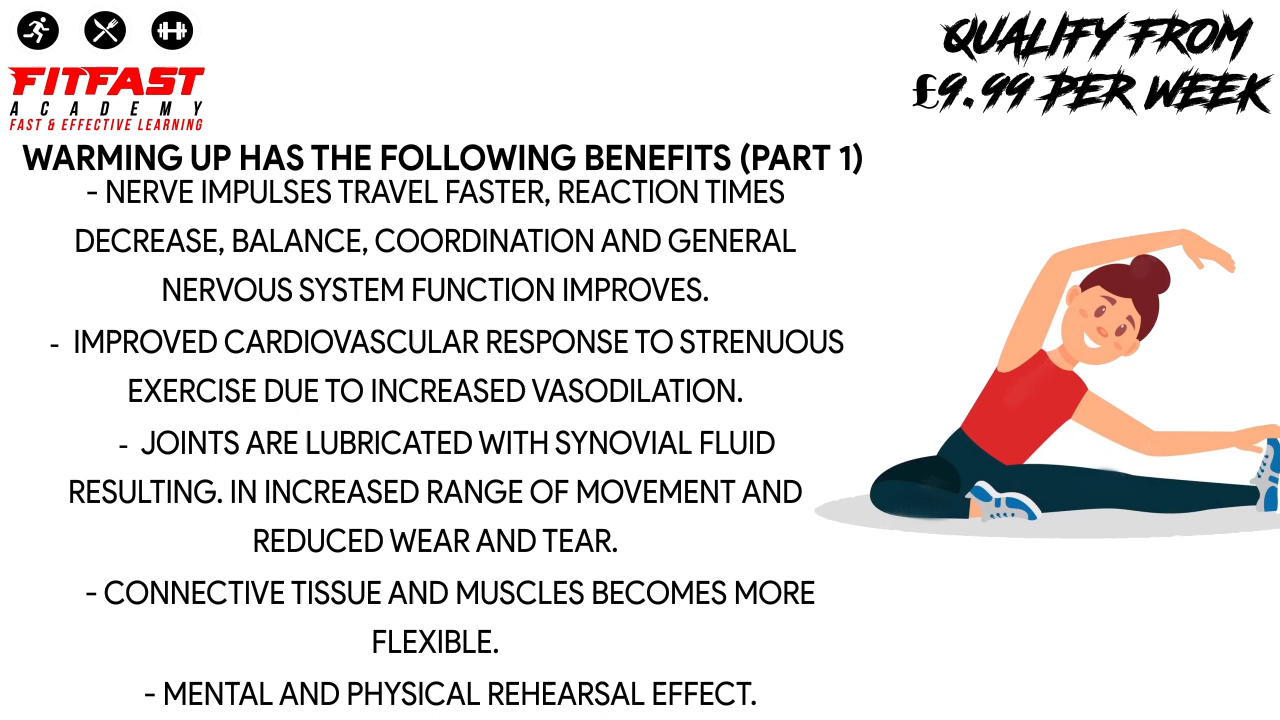 FITFAST
ACADEMY
FAST & EFFECTIVE LEARNING
QUALIFY FROM
£9.99 PER WEEK
WARMING UP HAS THE FOLLOWING BENEFITS (PART 1)
- NERVE IMPULSES TRAVEL FASTER, REACTION TIMES
DECREASE, BALANCE, COORDINATION AND GENERAL
NERVOUS SYSTEM FUNCTION IMPROVES.
- IMPROVED CARDIOVASCULAR RESPONSE TO STRENUOUS
EXERCISE DUE TO INCREASED VASODILATION.
- JOINTS ARE LUBRICATED WITH SYNOVIAL FLUID
RESULTING. IN INCREASED RANGE OF MOVEMENT AND
REDUCED WEAR AND TEAR.
- CONNECTIVE TISSUE AND MUSCLES BECOMES MORE
FLEXIBLE.
- MENTAL AND PHYSICAL REHEARSAL EFFECT.